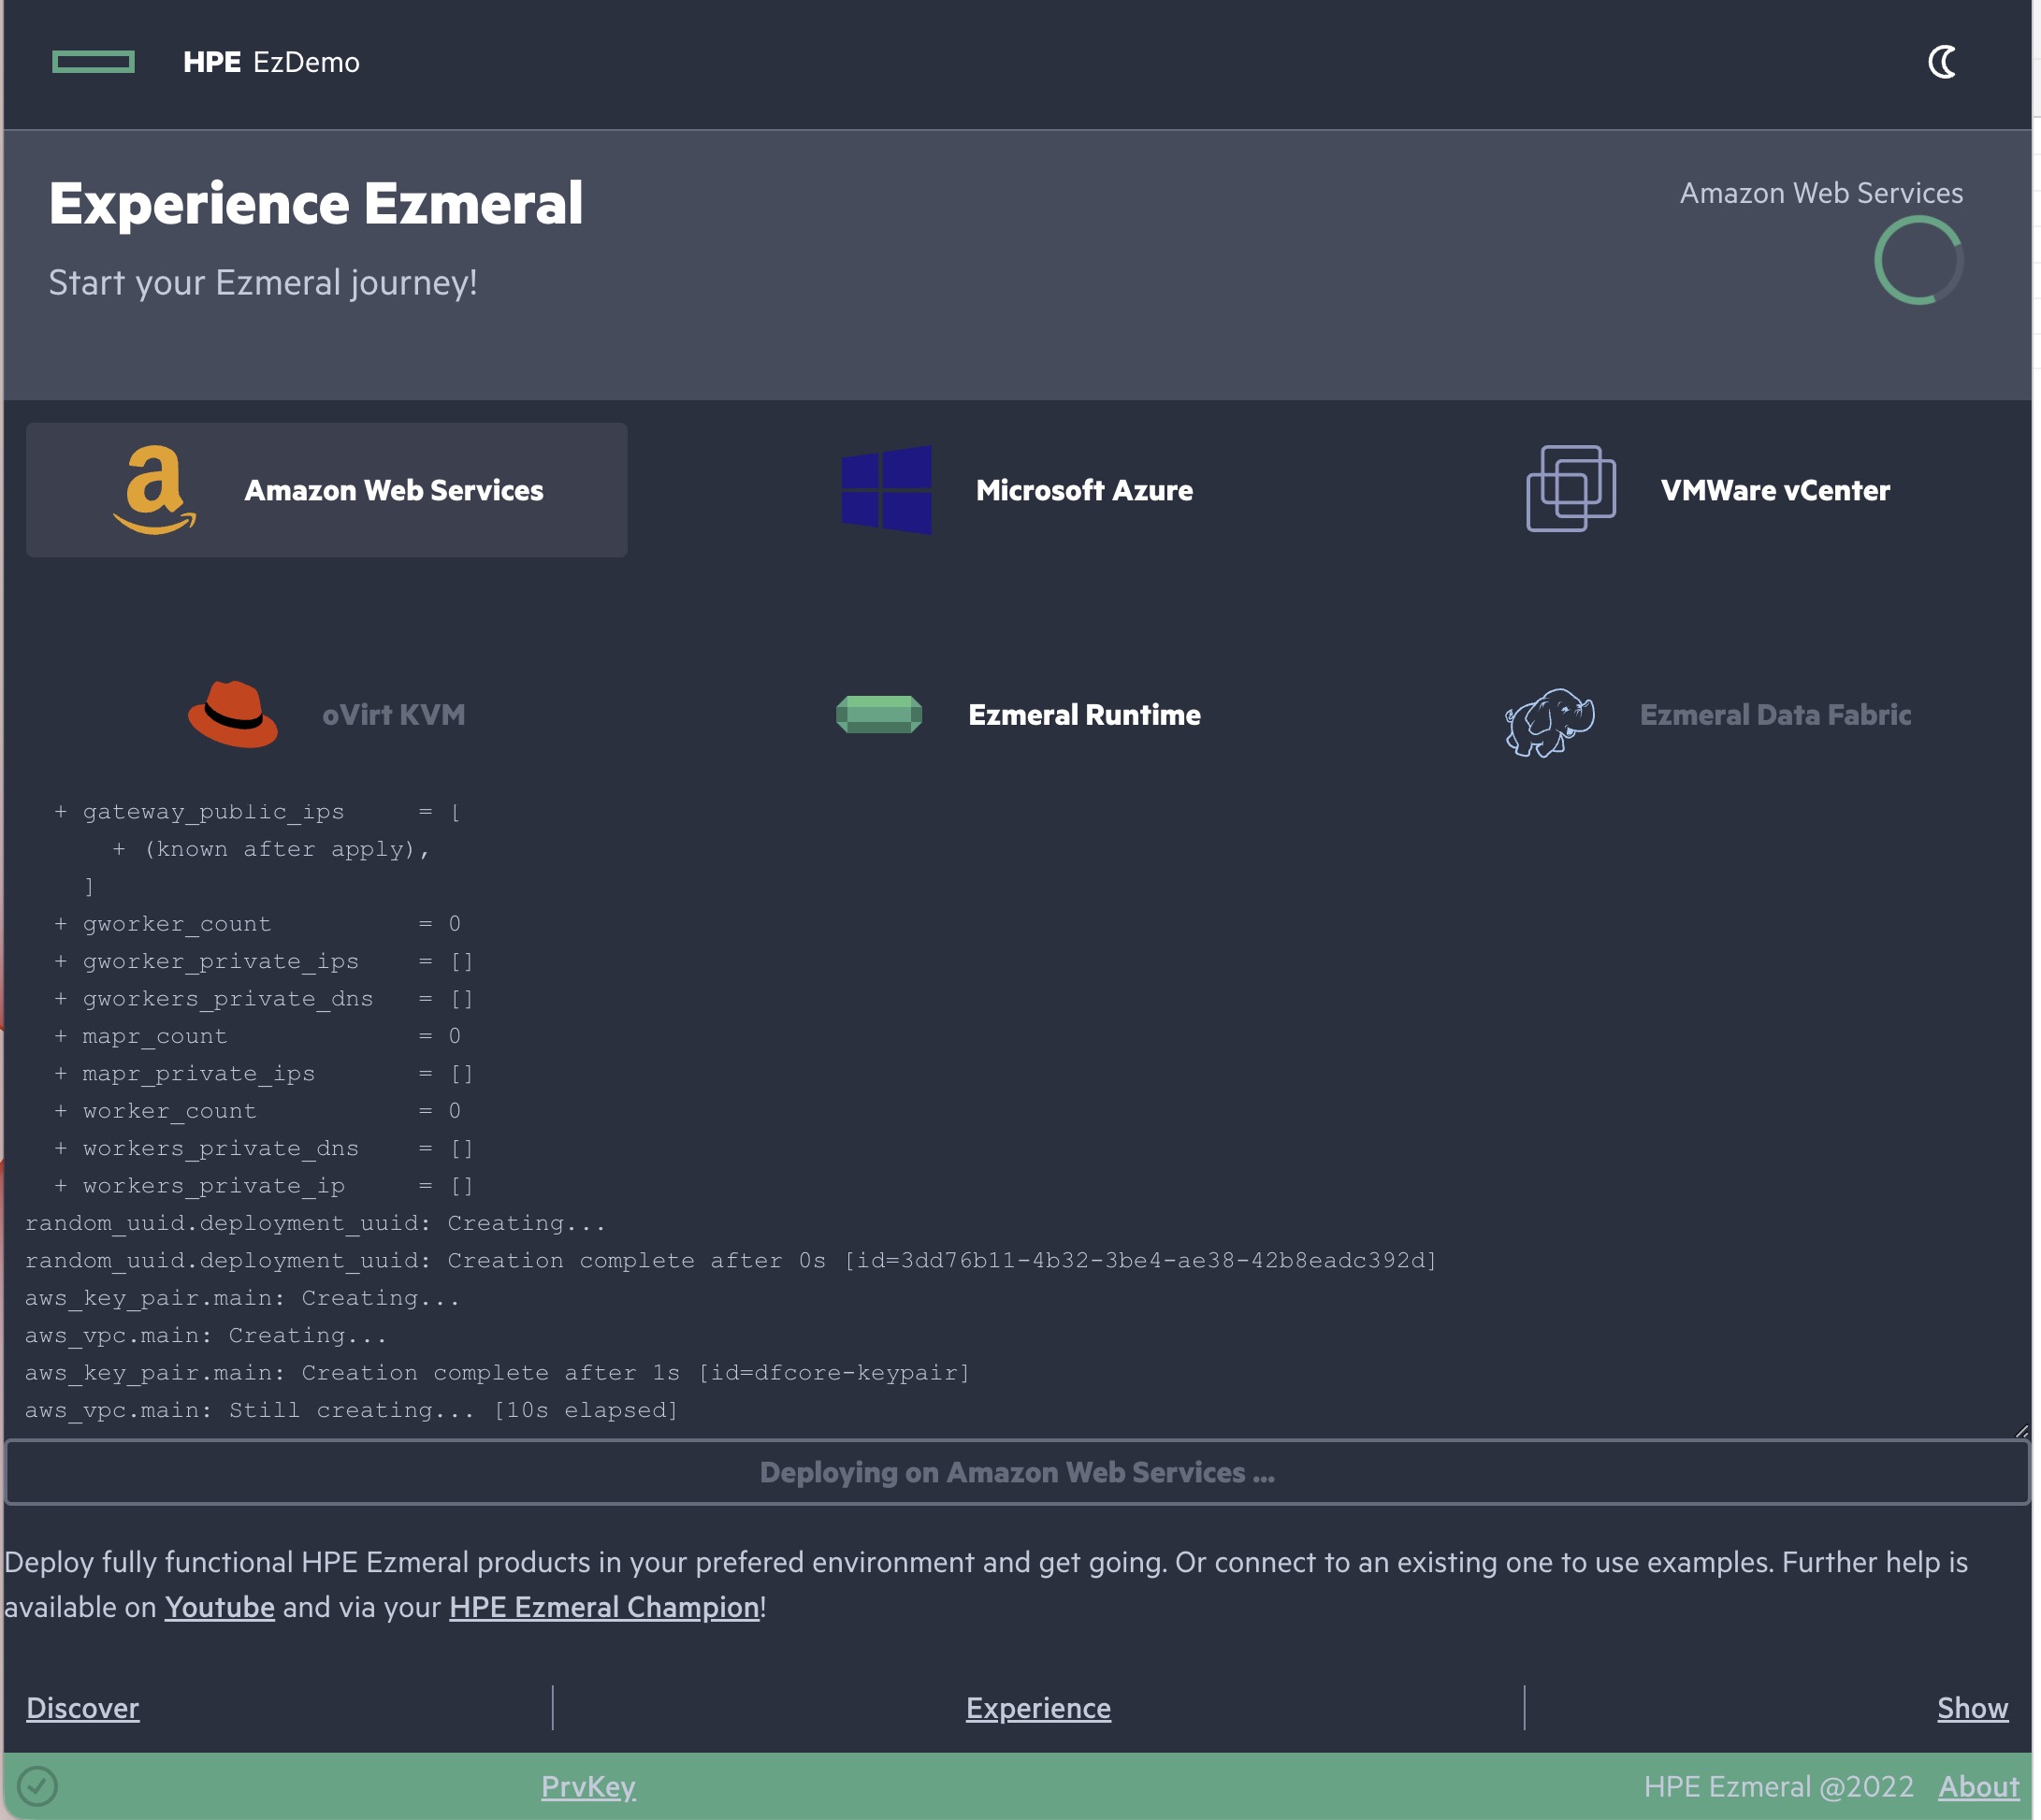 HPE EzDemo
Experience Ezmeral
Amazon Web Services
Start your Ezmeral journey!
Amazon Web Services
Microsoft Azure
VMWare vCenter
oVirt KVM
Ezmeral Runtime
Ezmeral Data Fabric
+ gateway_public_ips     = [
+ (known after apply),
]
+ gworker_count          = 0
+ gworker_private_ips    = []
+ gworkers_private_dns   = []
+ mapr_count             = 0
+ mapr_private_ips       = []
+ worker_count           = 0
+ workers_private_dns    = []
+ workers_private_ip     = []
random_uuid.deployment_uuid: Creating...
random_uuid.deployment_uuid: Creation complete after 0s [id=3dd76b11-4b32-3be4-ae38-42b8eadc392d]
aws_key_pair.main: Creating...
aws_vpc.main: Creating...
aws_key_pair.main: Creation complete after 1s [id=dfcore-keypair]
aws_vpc.main: Still creating... [10s elapsed]
Deploying on Amazon Web Services ...
Deploy fully functional HPE Ezmeral products in your prefered environment and get going. Or connect to an existing one to use examples. Further help is
available on Youtube and via your HPE Ezmeral Champion!
Discover
Experience
Show
PrvKey
HPE Ezmeral @2022 About